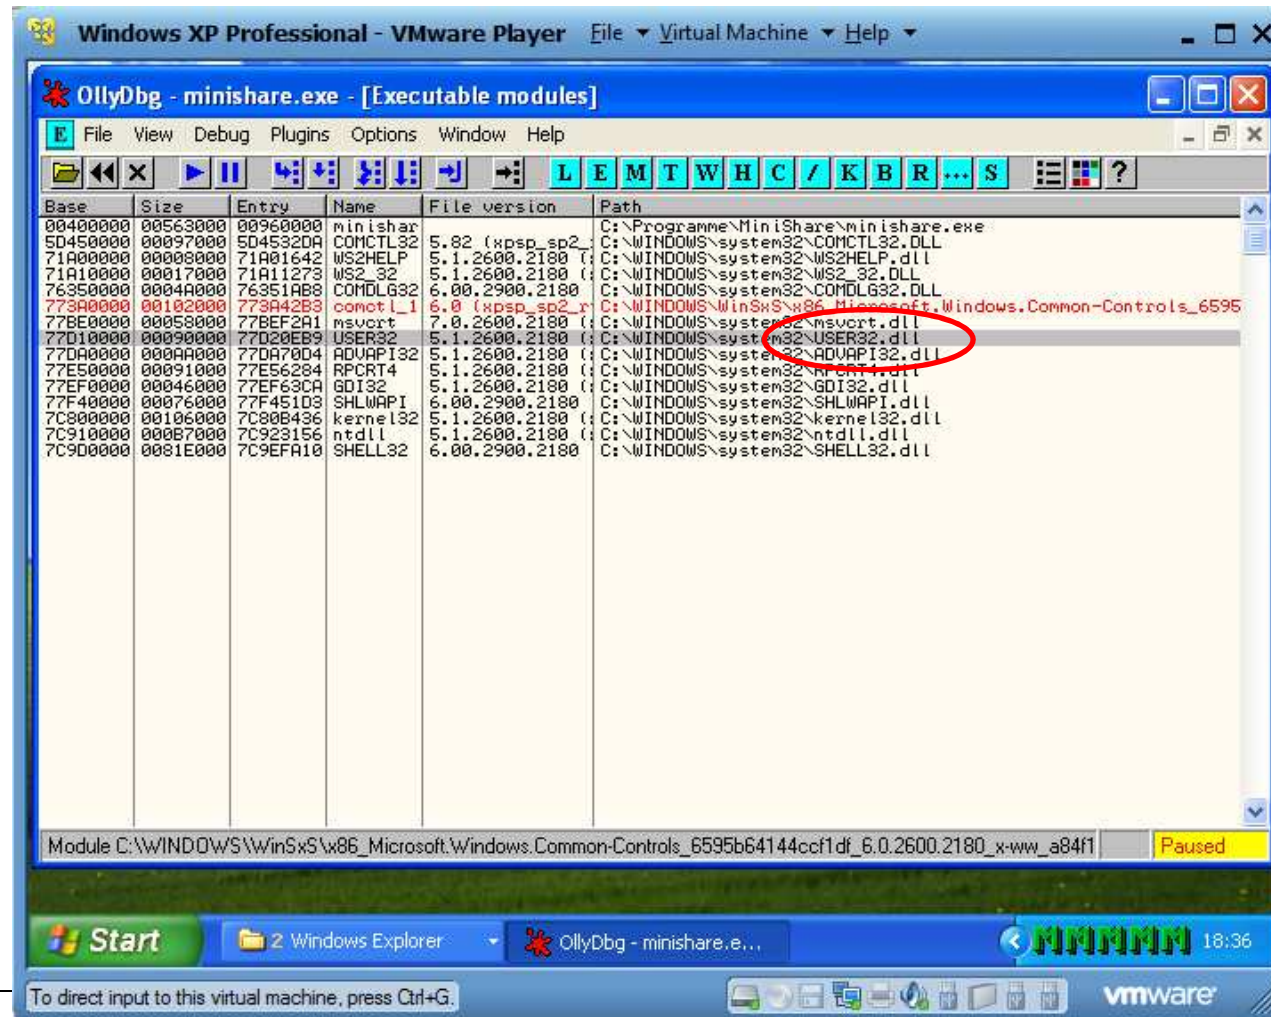 Windows XP Professional - VMware Player File Virtual Machine Help
OllyDbg - minishare.exe - [Executable modules]
E File View Debug Plugins Options Window Help
L E M T W H C / K B R ... S ?
Base Size Entry Name File version Path
00400000 00563000 00960000 minishar C:\Programme\MiniShare\minishare.exe
5D450000 00097000 5D4532DA COMCTL32 5.82 (xpsp_sp2_ C:\WINDOWS\system32\COMCTL32.DLL
71A00000 00008000 71A01642 WS2HELP 5.1.2600.2180 ( C:\WINDOWS\system32\WS2HELP.dll
71A10000 00017000 71A11273 WS2_32 5.1.2600.2180 ( C:\WINDOWS\system32\WS2_32.DLL
76350000 0004A000 76351AB8 COMDLG32 6.00.2900.2180 C:\WINDOWS\system32\COMDLG32.DLL
773A0000 00102000 773A42B3 comctl_1 6.0 (xpsp_sp2_r C:\WINDOWS\WinSxS\x86_Microsoft.Windows.Common-Controls_6595
77BE0000 00058000 77BEF2A1 msvcrt 7.0.2600.2180 ( C:\WINDOWS\system32\msvcrt.dll
77D10000 00090000 77D20EB9 USER32 5.1.2600.2180 ( C:\WINDOWS\system32\USER32.dll
77DA0000 000AA000 77DA70D4 ADVAPI32 5.1.2600.2180 ( C:\WINDOWS\system32\ADVAPI32.dll
77E50000 00091000 77E56284 RPCRT4 5.1.2600.2180 ( C:\WINDOWS\system32\RPCRT4.dll
77EF0000 00046000 77EF63CA GDI32 5.1.2600.2180 ( C:\WINDOWS\system32\GDI32.dll
77F40000 00076000 77F451D3 SHLWAPI 6.00.2900.2180 C:\WINDOWS\system32\SHLWAPI.dll
7C800000 00106000 7C80B436 kernel32 5.1.2600.2180 ( C:\WINDOWS\system32\kernel32.dll
7C910000 000B7000 7C923156 ntdll 5.1.2600.2180 ( C:\WINDOWS\system32\ntdll.dll
7C9D0000 0081E000 7C9EFA10 SHELL32 6.00.2900.2180 C:\WINDOWS\system32\SHELL32.dll
Module C:\WINDOWS\WinSxS\x86_Microsoft.Windows.Common-Controls_6595b64144ccf1df_6.0.2600.2180_x-ww_a84f1 Paused
Start 2 Windows Explorer OllyDbg - minishare.e... 18:36
To direct input to this virtual machine, press Ctrl+G. vmware